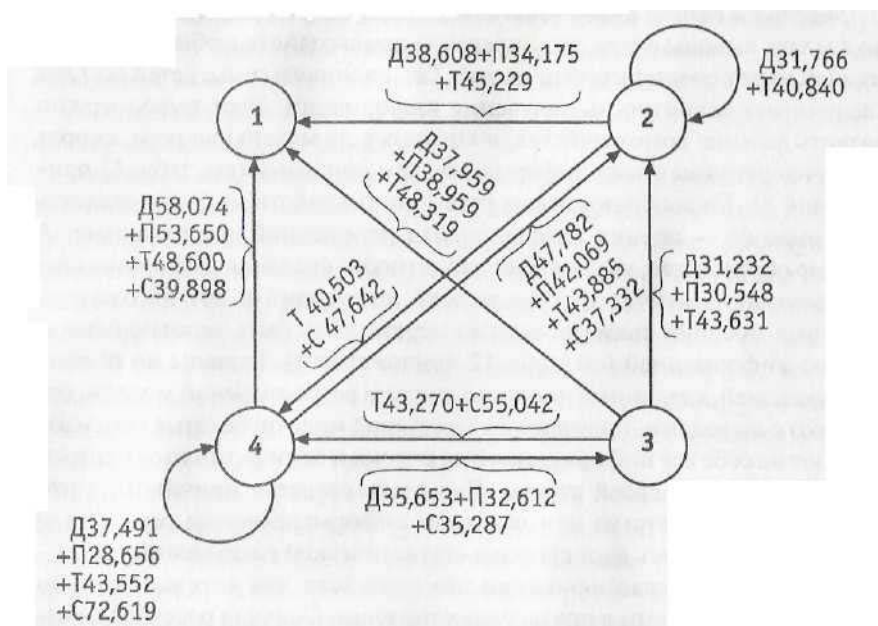 Д38,608+П34,175
+Т45,229
1
2
Д31,766
+Т40,840
Д37,959
+П38,959
+Т48,319
Д58,074
+П53,550
+Т48,600
+С39,898
Т 40,503
+С 47,642
Д47,782
+П42,069
+Т43,885
+С37,332
Д31,232
+П30,548
+Т43,631
Т43,270+С55,042
4
3
Д35,653+П32,612
+С35,287
Д37,491
+П28,656
+Т43,552
+С72,619